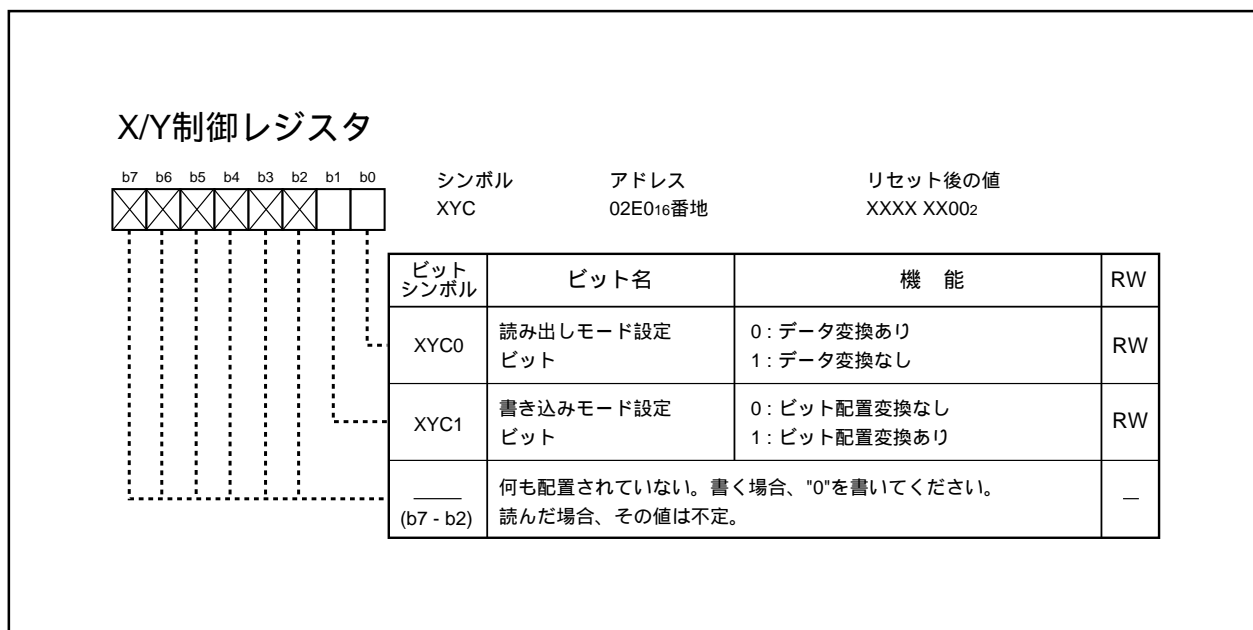 X/Y制御レジスタ
b7 b6 b5 b4 b3 b2 b1 b0
シンボル アドレス リセット後の値
XYC 02E016番地 XXXX XX002
ビット
シンボル
ビット名 機 能 RW
XYC0
読み出しモード設定
ビット
0 : データ変換あり
1 : データ変換なし
RW
XYC1
書き込みモード設定
ビット
0 : ビット配置変換なし
1 : ビット配置変換あり
RW
(b7 - b2)
何も配置されていない。書く場合、"0"を書いてください。
読んだ場合、その値は不定。
—